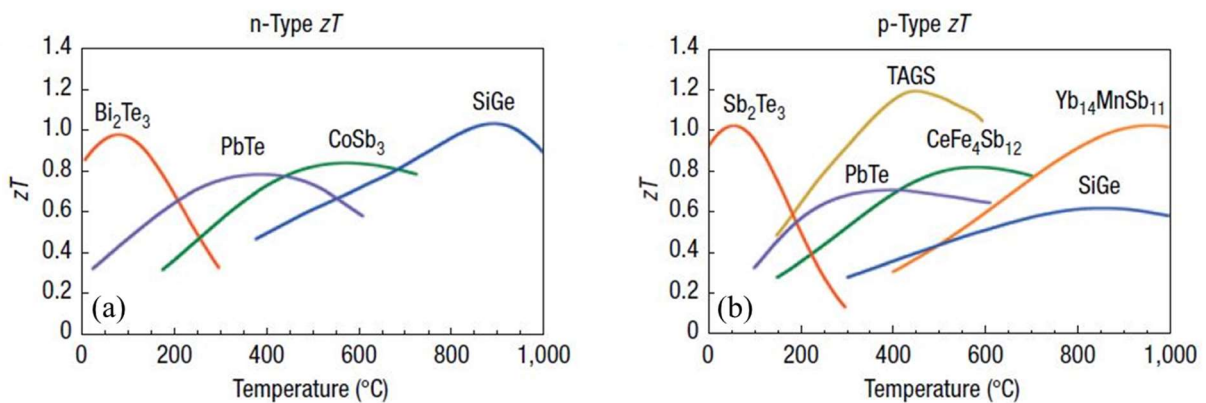 n-Type zT
1.4
1.2
1.0
0.8
0.6
0.4
0.2
0
zT
Bi₂Te₃
PbTe
CoSb₃
SiGe
(a)
0
200
400
600
800
1,000
Temperature (°C)
p-Type zT
1.4
1.2
1.0
0.8
0.6
0.4
0.2
0
zT
Sb₂Te₃
TAGS
PbTe
CeFe₄Sb₁₂
Yb₁₄MnSb₁₁
SiGe
(b)
0
200
400
600
800
1,000
Temperature (°C)